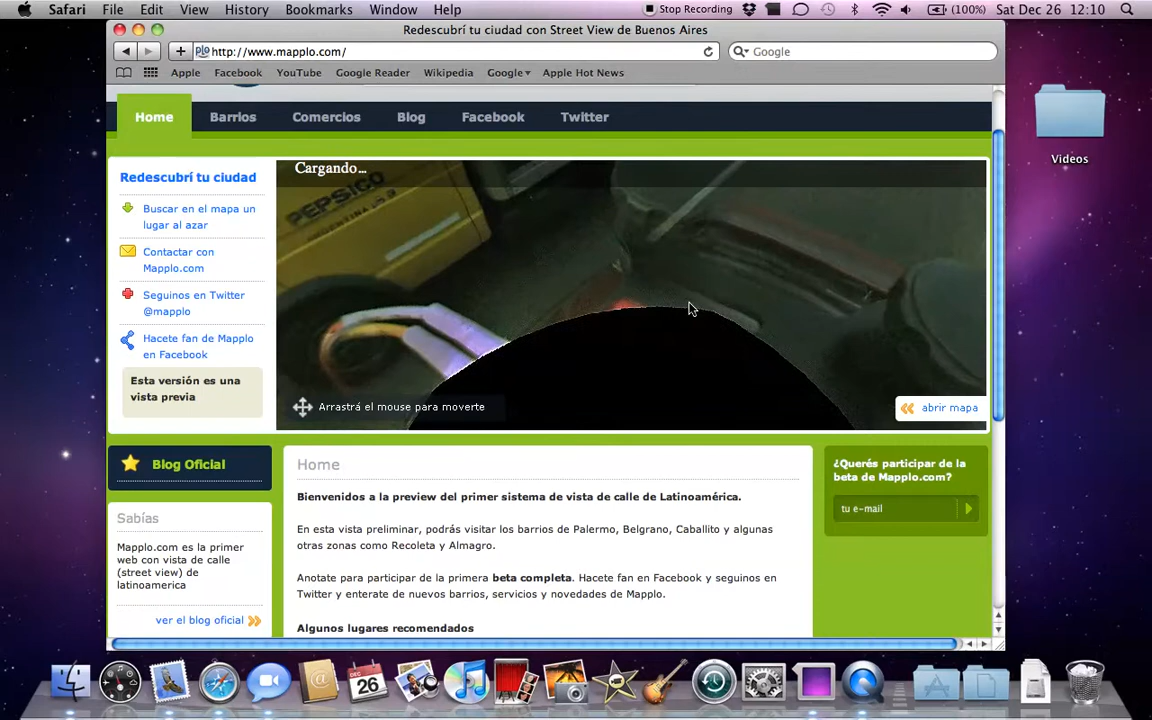 Safari File Edit View History Bookmarks Window Help Stop Recording (100%) Sat Dec 26 12:10
Redescubrí tu ciudad con Street View de Buenos Aires
plo http://www.mapplo.com/ Google
Apple Facebook YouTube Google Reader Wikipedia Google Apple Hot News
Home Barrios Comercios Blog Facebook Twitter
Redescubrí tu ciudad
Buscar en el mapa un
lugar al azar
Contactar con
Mapplo.com
Seguinos en Twitter
@mapplo
Hacete fan de Mapplo
en Facebook
Esta versión es una
vista previa
Cargando...
PEPSICO
ARGENTINA
Arrastrá el mouse para moverte
abrir mapa
Blog Oficial
Sabías
Mapplo.com es la primer
web con vista de calle
(street view) de
latinoamerica
ver el blog oficial
Home
Bienvenidos a la preview del primer sistema de vista de calle de Latinoamérica.
En esta vista preliminar, podrás visitar los barrios de Palermo, Belgrano, Caballito y algunas
otras zonas como Recoleta y Almagro.
Anotate para participar de la primera beta completa. Hacete fan en Facebook y seguinos en
Twitter y enterate de nuevos barrios, servicios y novedades de Mapplo.
Algunos lugares recomendados
¿Querés participar de la
beta de Mapplo.com?
tu e-mail
Videos
DEC
26